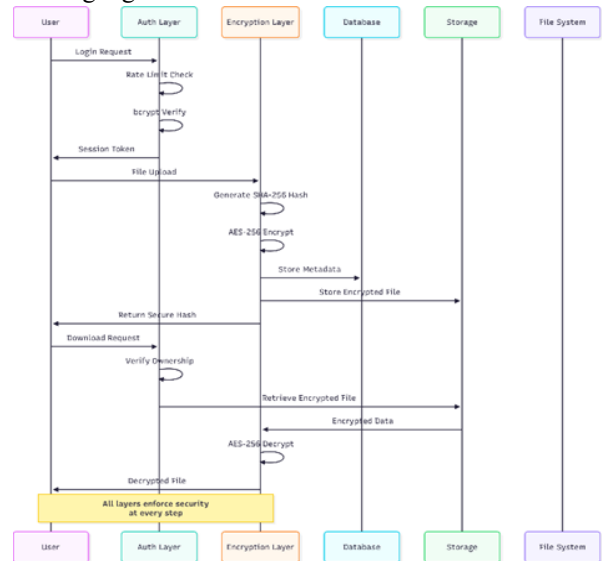 User
Auth Layer
Encryption Layer
Database
Storage
File System
Login Request
Rate Limit Check
bcrypt Verify
Session Token
File Upload
Generate SHA-256 Hash
AES-256 Encrypt
Store Metadata
Store Encrypted File
Return Secure Hash
Download Request
Verify Ownership
Retrieve Encrypted File
Encrypted Data
AES-256 Decrypt
Decrypted File
All layers enforce security
at every step
User
Auth Layer
Encryption Layer
Database
Storage
File System